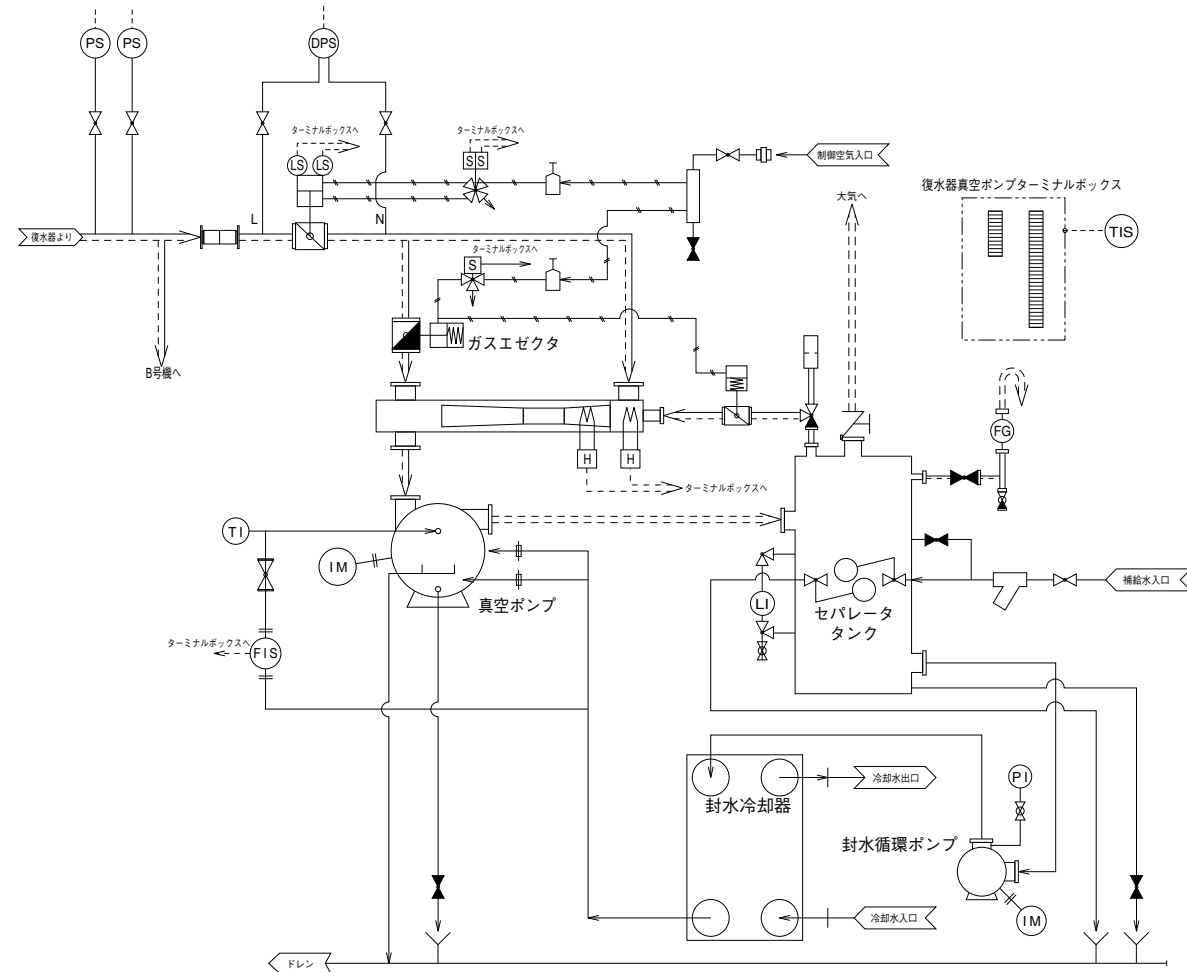 PS
PS
DPS
ターミナルボックスへ
ターミナルボックスへ
LS
LS
S
S
制御空気入口
復水器真空ポンプターミナルボックス
大気へ
TIS
L
N
復水器より
ターミナルボックスへ
S
ガスエゼクタ
B号機へ
FG
H
H
ターミナルボックスへ
TI
IM
真空ポンプ
LI
セパレータ
タンク
補給水入口
ターミナルボックスへ
FIS
冷却水出口
PI
封水冷却器
封水循環ポンプ
冷却水入口
IM
ドレン